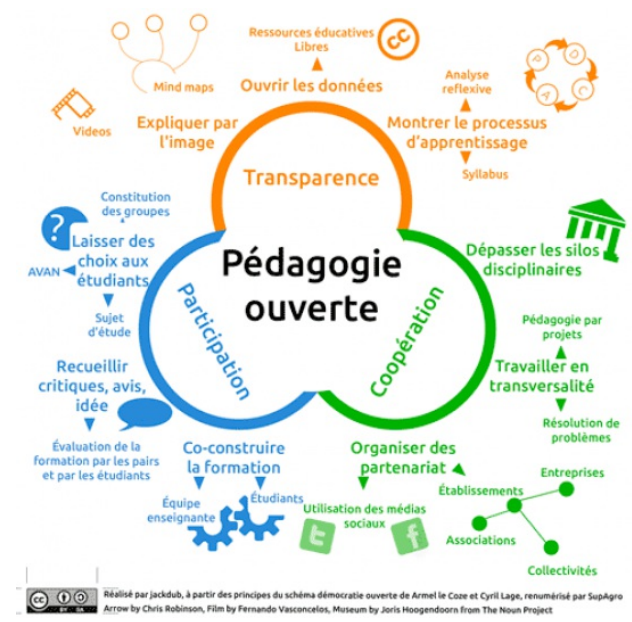 Ressources éducatives
Libres
cc
Ouvrir les données
Mind maps
Videos
Expliquer par
l'image
Analyse
reflexive
P
D
C
A
Montrer le processus
d'apprentissage
Syllabus
Transparence
Pédagogie
ouverte
Participation
Coopération
Constitution
des groupes
?
Laisser des
choix aux
étudiants
AVAN
Sujet
d'étude
Recueillir
critiques, avis,
idée
Évaluation de la
formation par les pairs
et par les étudiants
Co-construire
la formation
Équipe
enseignante
Étudiants
Dépasser les silos
disciplinaires
Pédagogie par
projets
Travailler en
transversalité
Résolution de
problèmes
Organiser des
partenariat
Utilisation des médias
sociaux
t
f
Établissements
Entreprises
Associations
Collectivités
cc
BY SA
Réalisé par jackdub, à partir des principes du schéma démocratie ouverte de Armel le Coze et Cyril Lage, renumérisé par SupAgro
Arrow by Chris Robinson, Film by Fernando Vasconcelos, Museum by Joris Hoogendoorn from The Noun Project